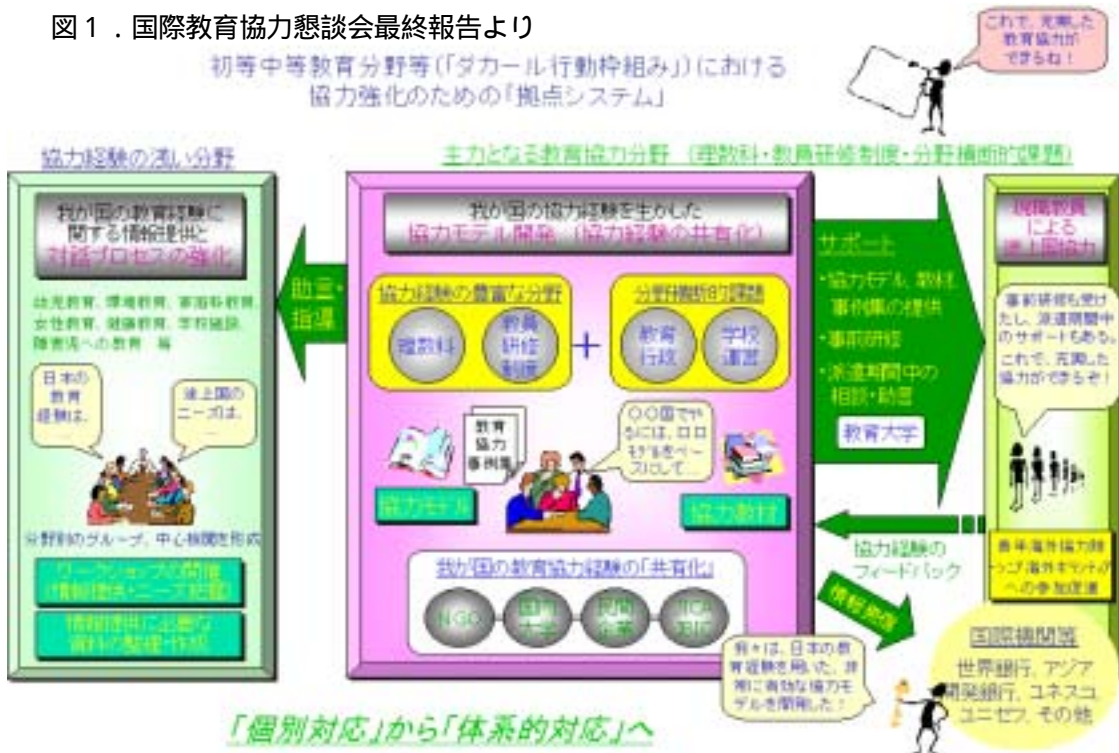 図1.国際教育協力懇談会最終報告より
初等中等教育分野等(「ダカール行動枠組み」)における
協力強化のための「拠点システム」
これで、充実した
教育協力が
できるね!
協力経験の浅い分野
我が国の教育経験に
関する情報提供と
対話プロセスの強化
幼児教育、環境教育、家庭科教育、
女性教育、健康教育、学校施設、
障害児への教育 等
日本の
教育
経験は、
…
途上国の
ニーズは、
…
分野別のグループ、中心機関を形成
ワークショップの開催
(情報提供・ニーズ把握)
情報提供に必要な
資料の整理・作成
助言・
指導
主力となる教育協力分野 (理数科・教員研修制度・分野横断的課題)
我が国の協力経験を生かした
協力モデル開発 (協力経験の共有化)
協力経験の豊富な分野
理数科
教員
研修
制度
+
分野横断的課題
教育
行政
学校
運営
教育
協力
事例集
〇〇国でや
るには、ロロ
モデルをベー
スにして…
協力モデル
協力教材
我が国の教育協力経験の「共有化」
NGO
国内
大学
民間
企業
JICA
JBIC
サポート
・協力モデル、教材、
事例集の提供
・事前研修
・派遣期間中の
相談・助言
教育大学
現職教員
による
途上国協力
事前研修も受け
たし、派遣期間中
のサポートもある。
これで、充実した
協力ができるぞ!
青年海外協力隊
・シニア海外ボランティア
への参加促進
協力経験の
フィードバック
情報発信
我々は、日本の教
育経験を用いた、非
常に有効な協力モ
デルを開発した!
国際機関等
世界銀行、アジア
開発銀行、ユネスコ
ユニセフ、その他
「個別対応」から「体系的対応」へ